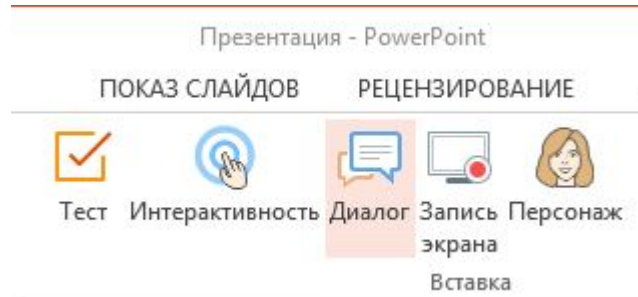 Презентация - PowerPoint
ПОКАЗ СЛАЙДОВ РЕЦЕНЗИРОВАНИЕ
Тест Интерактивность Диалог Запись экрана Персонаж
Вставка